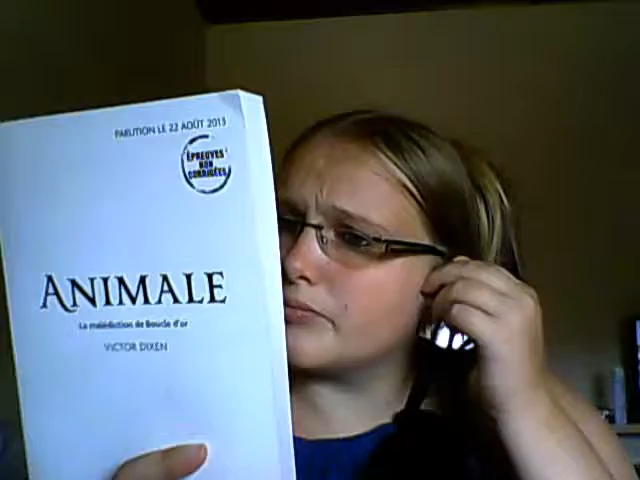 PARUTION LE 22 AOÛT 2013
ÉPREUVES
NON
CORRIGÉES
ANIMALE
La malédiction de Boucle d'or
VICTOR DIXEN